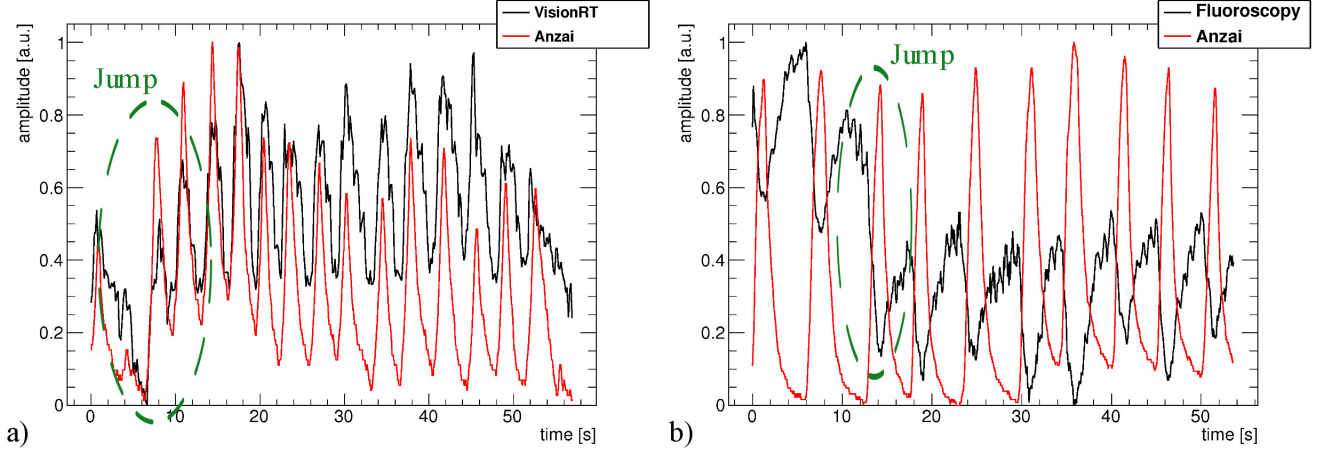 VisionRT
Anzai
amplitude [a.u.]
1
0.8
0.6
0.4
0.2
0
Jump
0 10 20 30 40 50
time [s]
a)
Fluoroscopy
Anzai
amplitude [a.u.]
1
0.8
0.6
0.4
0.2
0
Jump
0 10 20 30 40 50
time [s]
b)